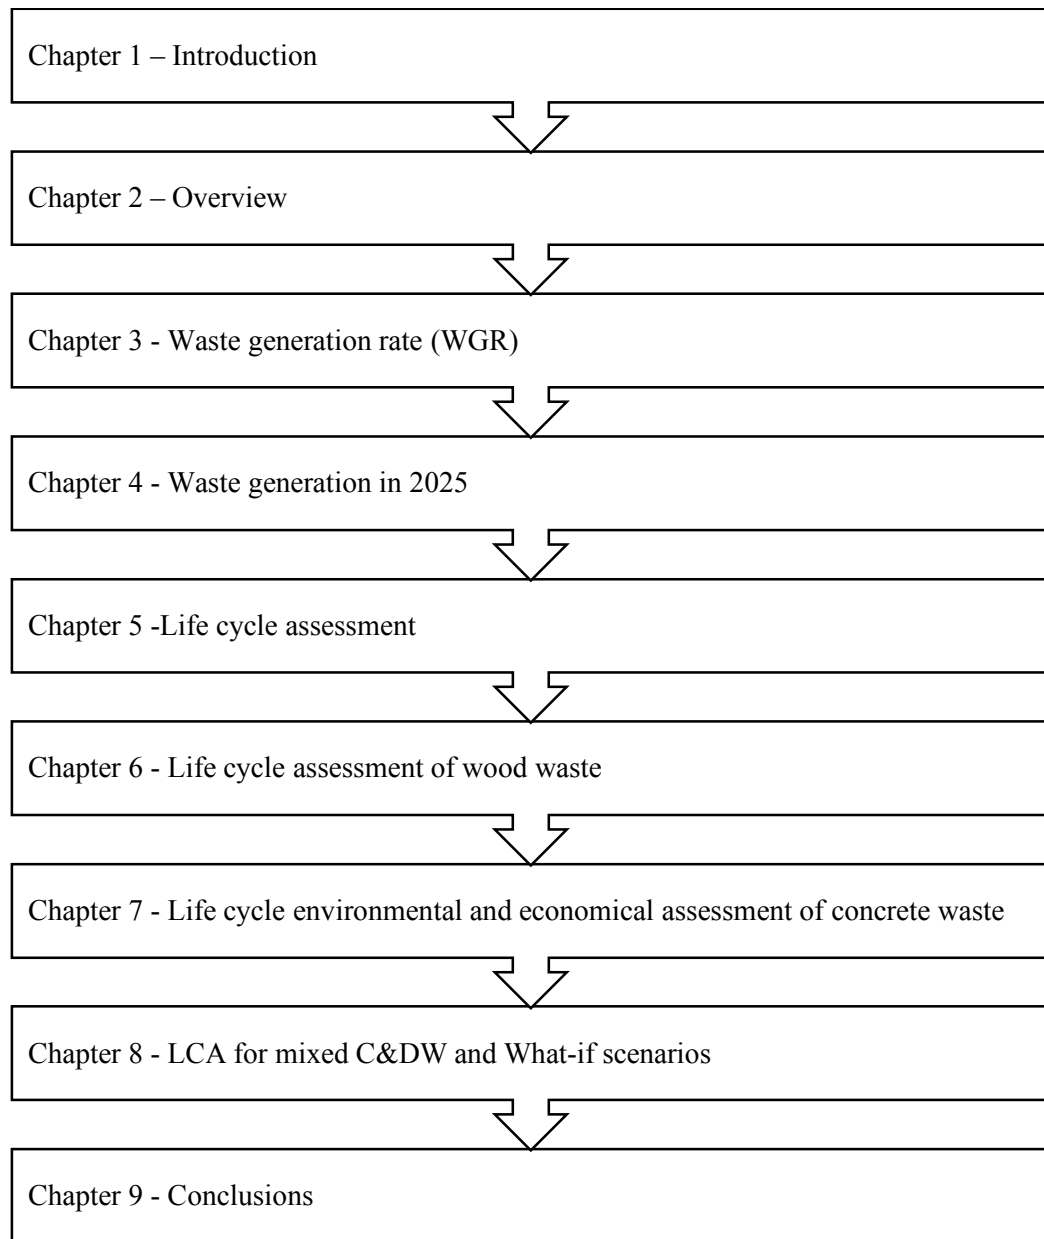 Chapter 1 – Introduction
Chapter 2 – Overview
Chapter 3 - Waste generation rate (WGR)
Chapter 4 - Waste generation in 2025
Chapter 5 -Life cycle assessment
Chapter 6 - Life cycle assessment of wood waste
Chapter 7 - Life cycle environmental and economical assessment of concrete waste
Chapter 8 - LCA for mixed C&DW and What-if scenarios
Chapter 9 - Conclusions